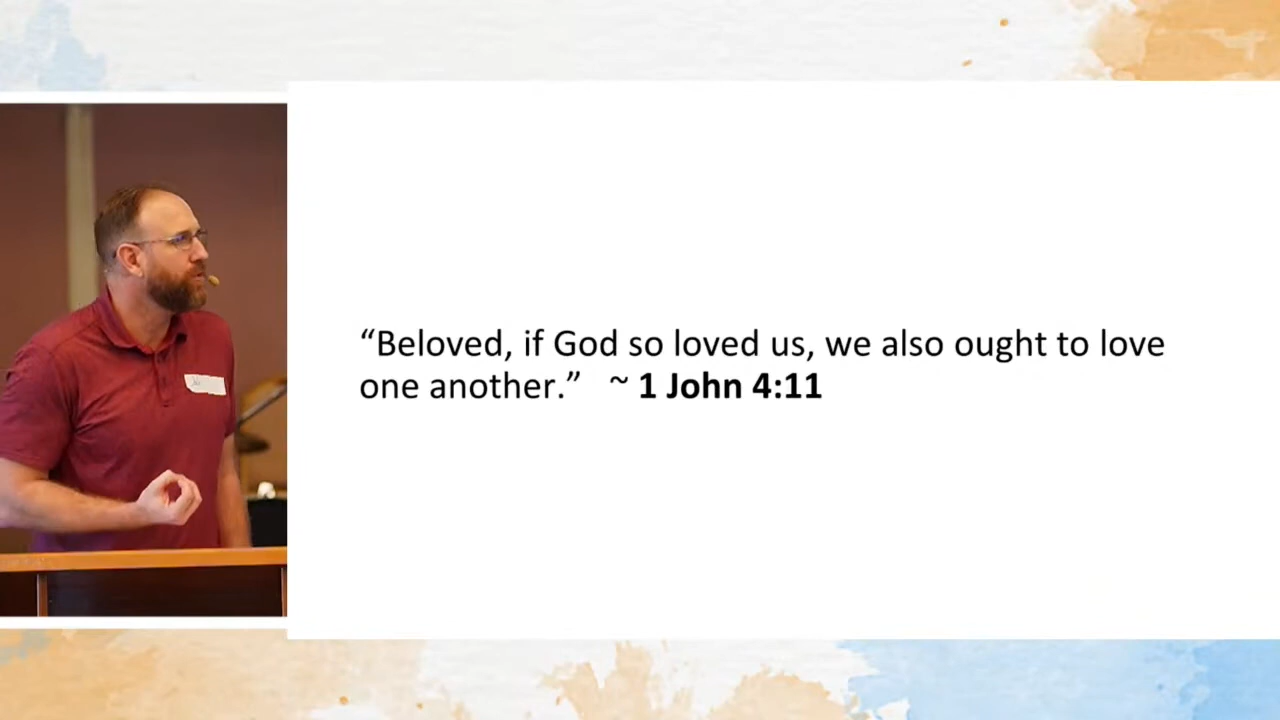 “Beloved, if God so loved us, we also ought to love
one another.” ~ 1 John 4:11